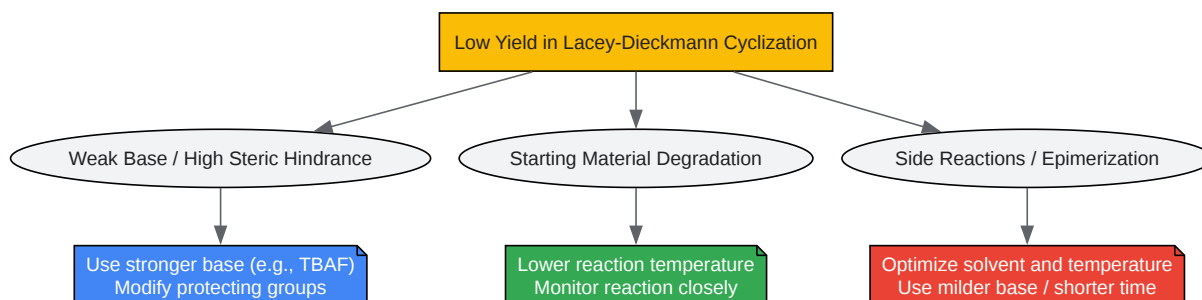 Low Yield in Lacey-Dieckmann Cyclization
Weak Base / High Steric Hindrance
Starting Material Degradation
Side Reactions / Epimerization
Use stronger base (e.g., TBAF)
Modify protecting groups
Lower reaction temperature
Monitor reaction closely
Optimize solvent and temperature
Use milder base / shorter time